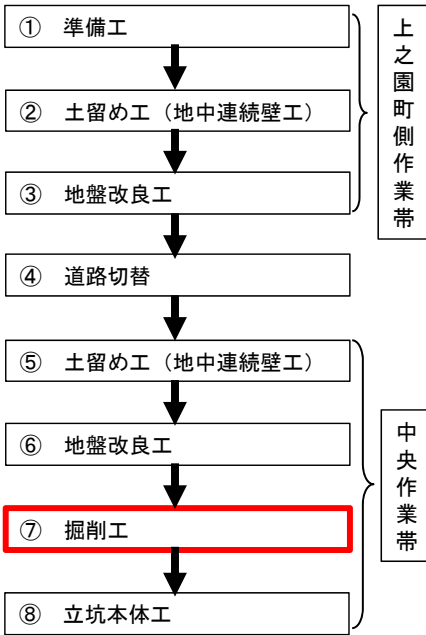 ① 準備工
② 土留め工（地中連続壁工）
③ 地盤改良工
上之園町側作業帯
④ 道路切替
⑤ 土留め工（地中連続壁工）
⑥ 地盤改良工
⑦ 掘削工
⑧ 立坑本体工
中央作業帯